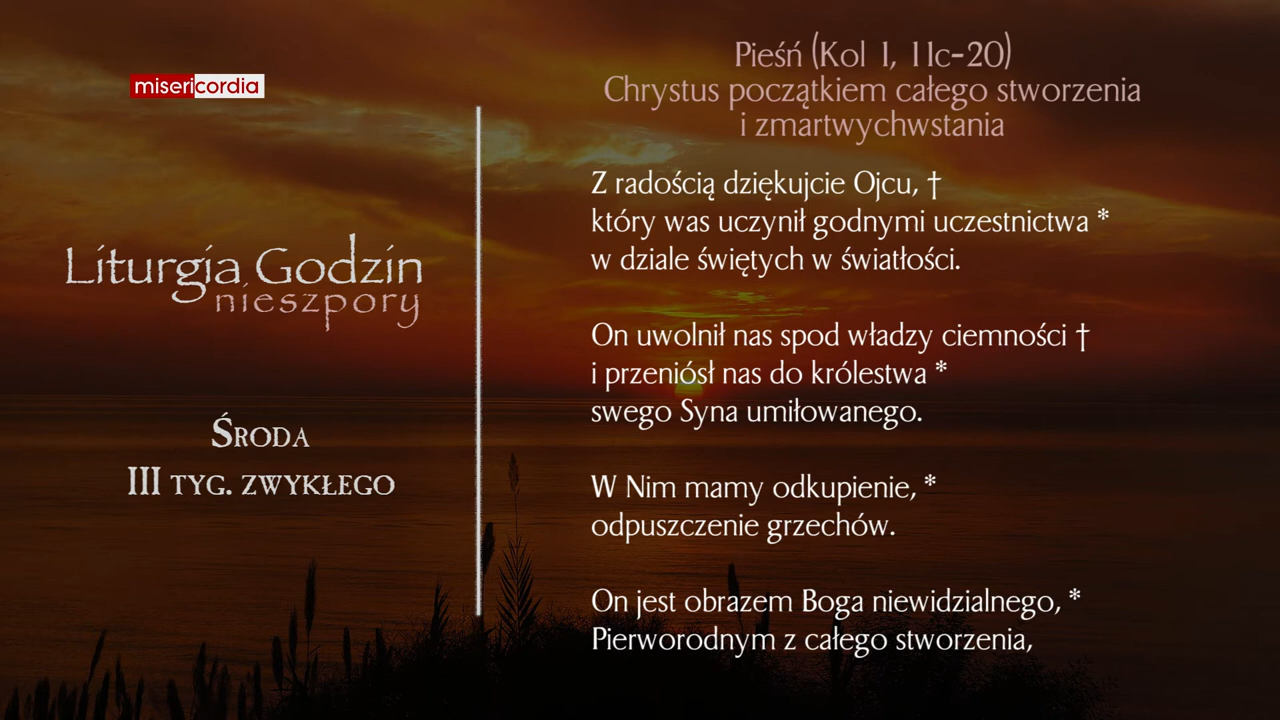 misericordia
Liturgia Godzin
nieszpory
Środa
III tyg. zwykłego
Pieśń (Kol 1, 11c-20)
Chrystus początkiem całego stworzenia
i zmartwychwstania
Z radością dziękujcie Ojcu, †
który was uczynił godnymi uczestnictwa *
w dziale świętych w światłości.
On uwolnił nas spod władzy ciemności †
i przeniósł nas do królestwa *
swego Syna umiłowanego.
W Nim mamy odkupienie, *
odpuszczenie grzechów.
On jest obrazem Boga niewidzialnego, *
Pierworodnym z całego stworzenia,